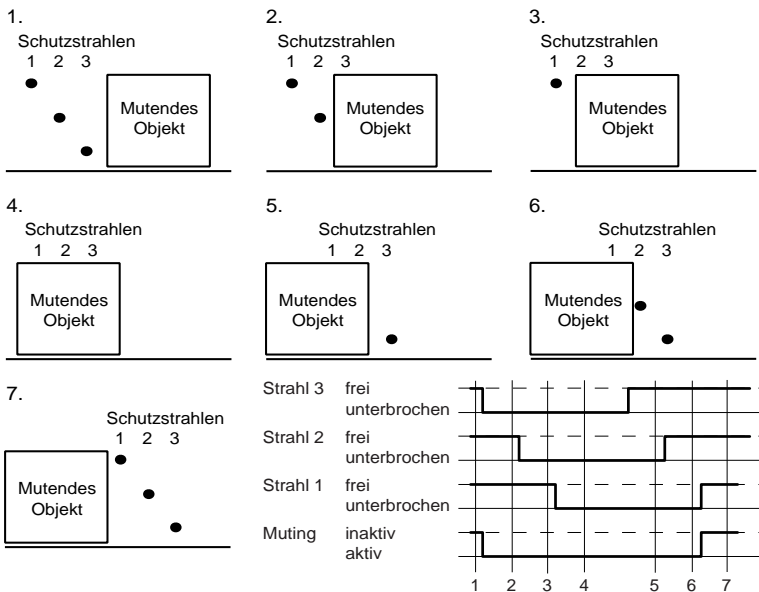 1.
Schutzstrahlen
1 2 3
Mutendes
Objekt
2.
Schutzstrahlen
1 2 3
Mutendes
Objekt
3.
Schutzstrahlen
1 2 3
Mutendes
Objekt
4.
Schutzstrahlen
1 2 3
Mutendes
Objekt
5.
Schutzstrahlen
1 2 3
Mutendes
Objekt
6.
Schutzstrahlen
1 2 3
Mutendes
Objekt
7.
Schutzstrahlen
1 2 3
Mutendes
Objekt
Strahl 3 frei
unterbrochen
Strahl 2 frei
unterbrochen
Strahl 1 frei
unterbrochen
Muting inaktiv
aktiv
1 2 3 4 5 6 7